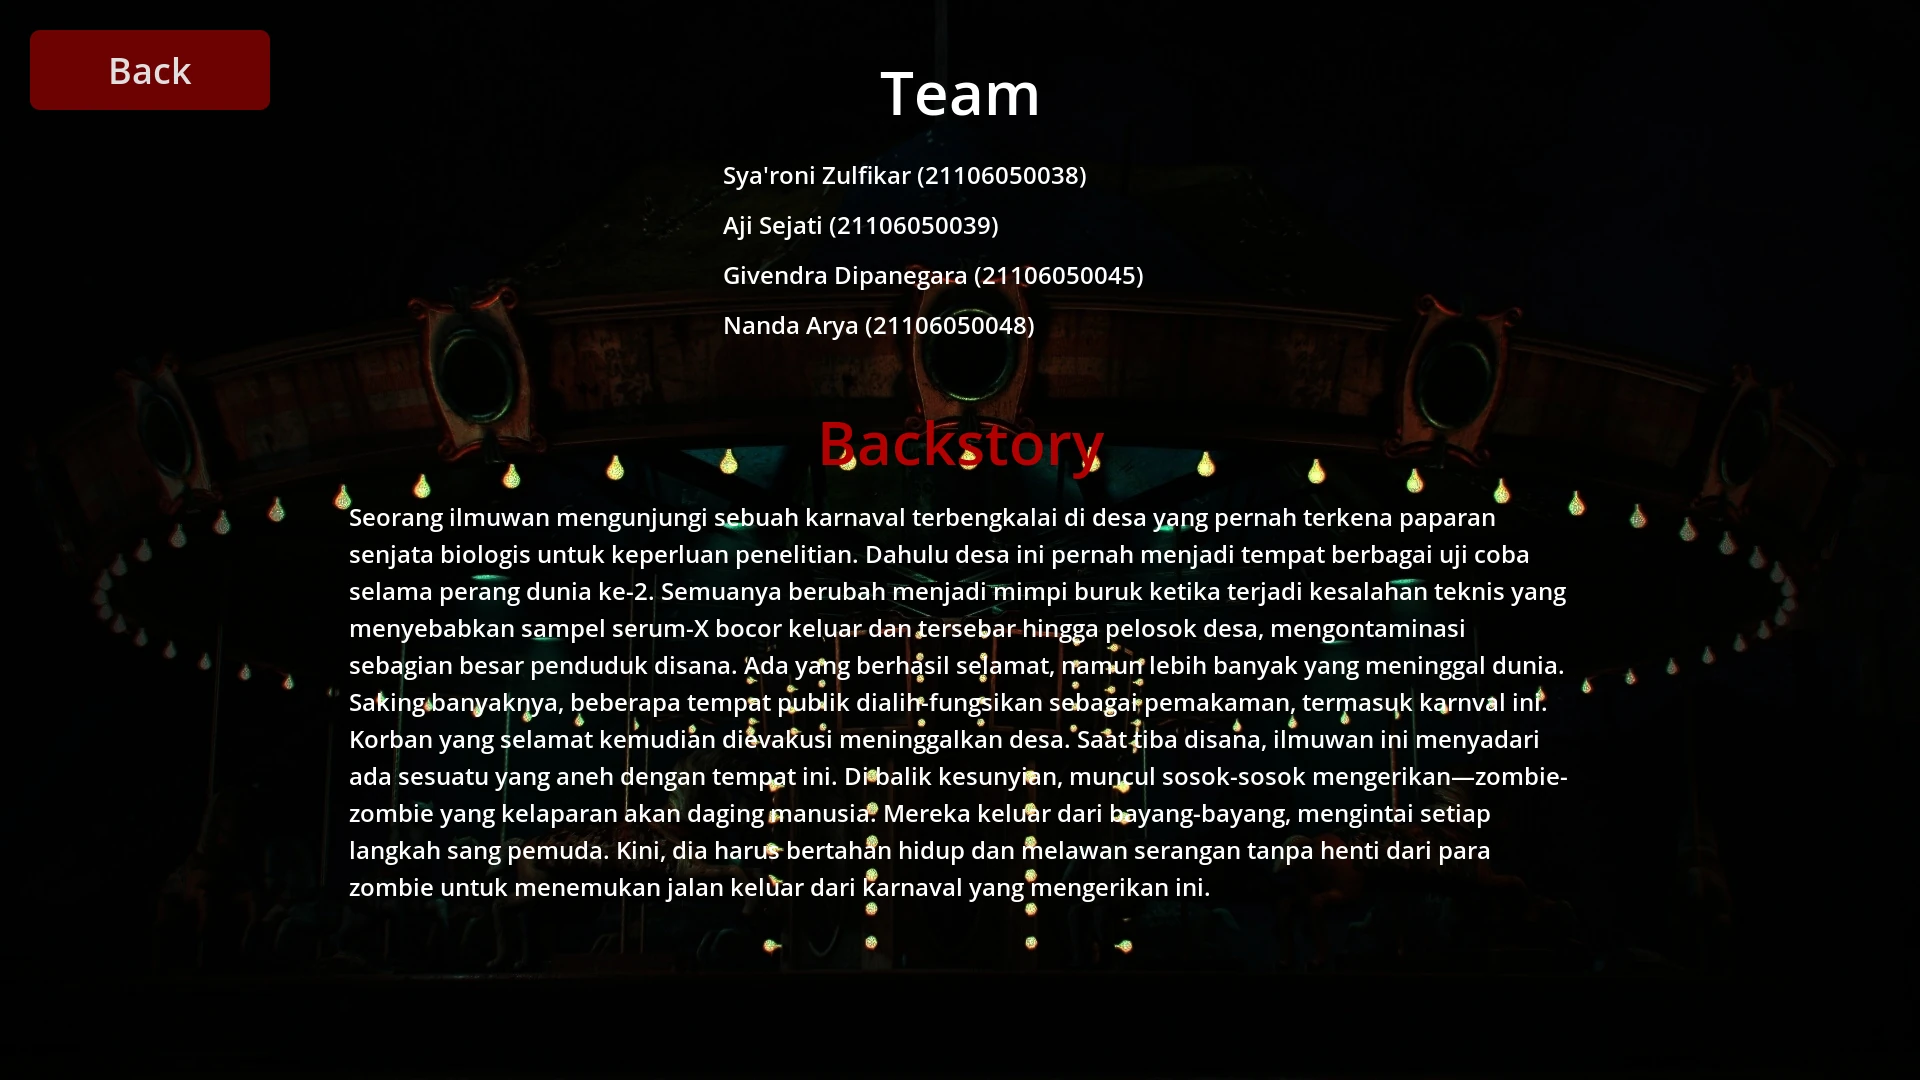 Back
Team
Sya'roni Zulfikar (21106050038)
Aji Sejati (21106050039)
Givendra Dipanegara (21106050045)
Nanda Arya (21106050048)
Backstory
Seorang ilmuwan mengunjungi sebuah karnaval terbengkalai di desa yang pernah terkena paparan
senjata biologis untuk keperluan penelitian. Dahulu desa ini pernah menjadi tempat berbagai uji coba
selama perang dunia ke-2. Semuanya berubah menjadi mimpi buruk ketika terjadi kesalahan teknis yang
menyebabkan sampel serum-X bocor keluar dan tersebar hingga pelosok desa, mengontaminasi
sebagian besar penduduk disana. Ada yang berhasil selamat, namun lebih banyak yang meninggal dunia.
Saking banyaknya, beberapa tempat publik dialih-fungsikan sebagai pemakaman, termasuk karnval ini.
Korban yang selamat kemudian dievakusi meninggalkan desa. Saat tiba disana, ilmuwan ini menyadari
ada sesuatu yang aneh dengan tempat ini. Di balik kesunyian, muncul sosok-sosok mengerikan—zombie-
zombie yang kelaparan akan daging manusia. Mereka keluar dari bayang-bayang, mengintai setiap
langkah sang pemuda. Kini, dia harus bertahan hidup dan melawan serangan tanpa henti dari para
zombie untuk menemukan jalan keluar dari karnaval yang mengerikan ini.